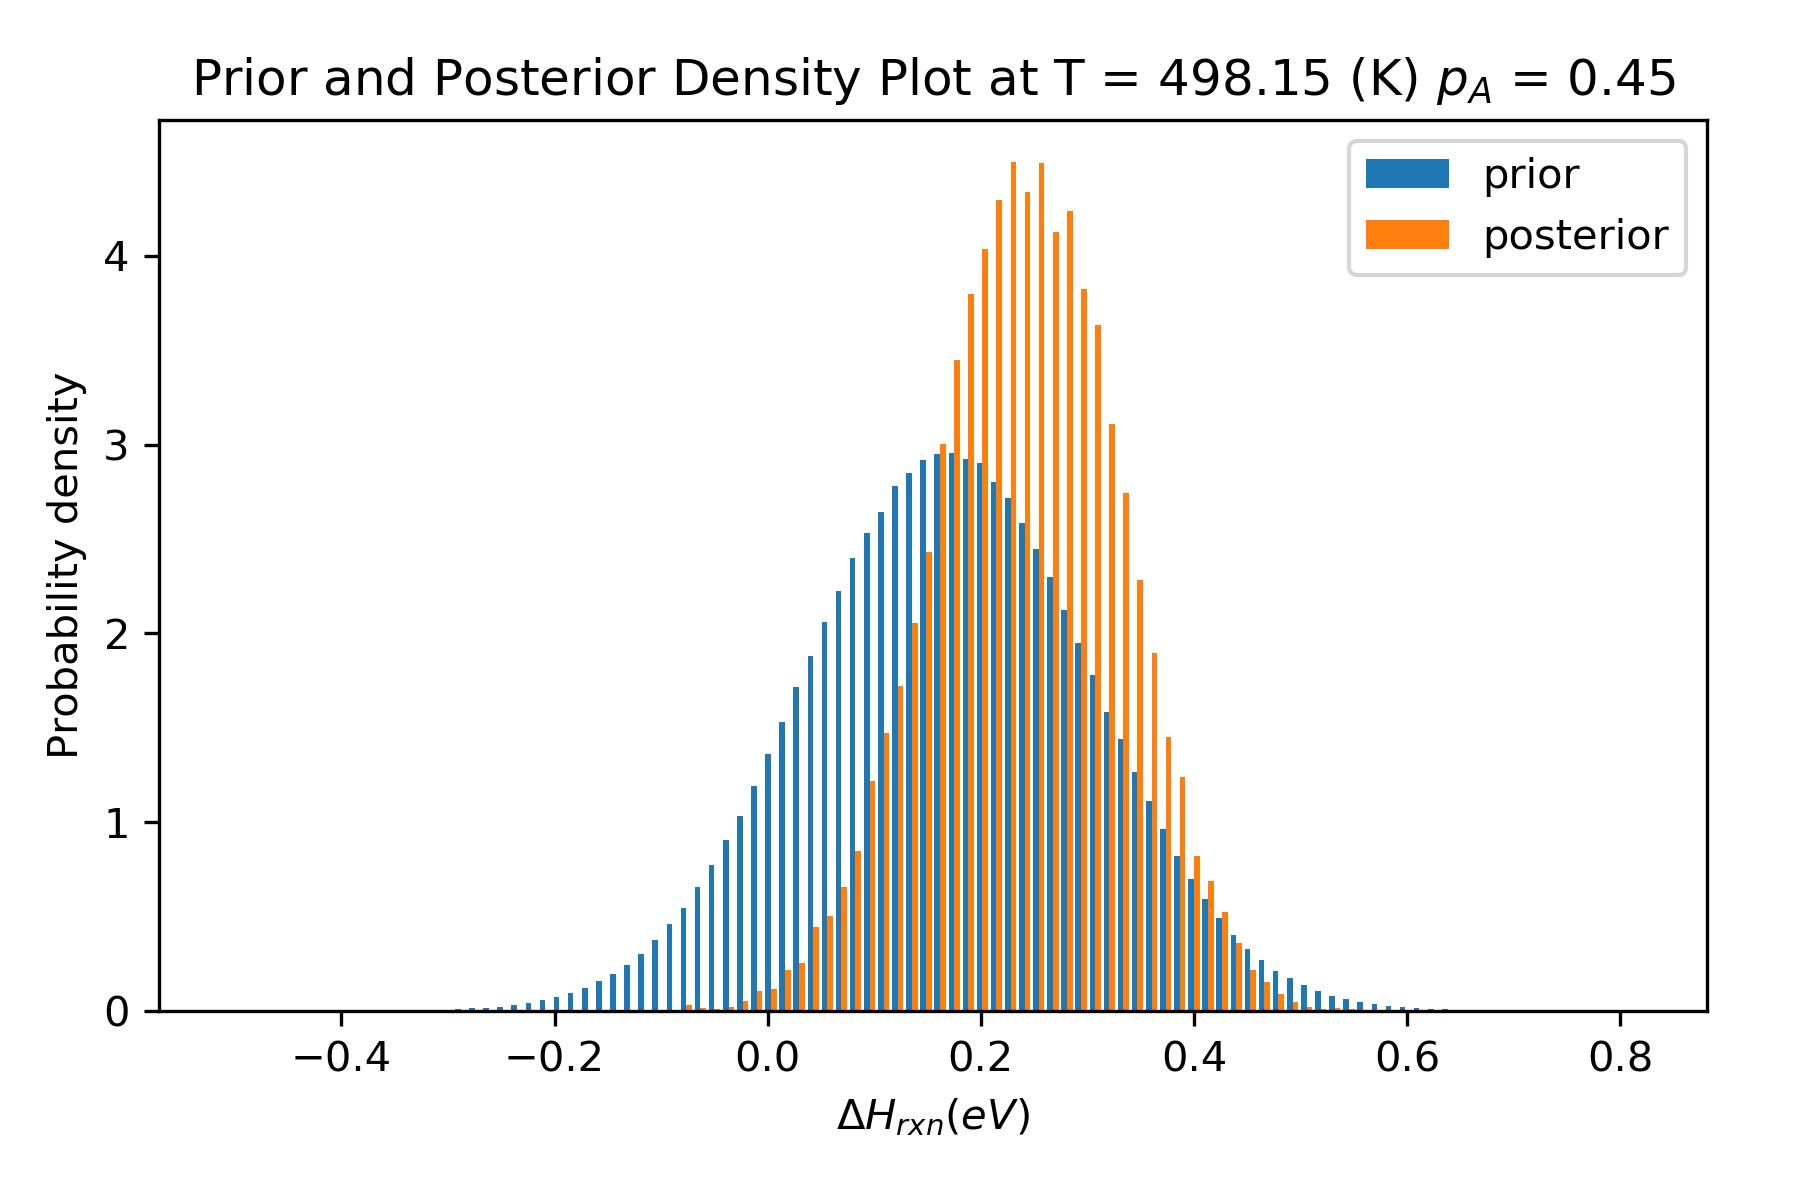 Prior and Posterior Density Plot at T = 498.15 (K) p_A = 0.45
prior
posterior
Probability density
4
3
2
1
0
−0.4 −0.2 0.0 0.2 0.4 0.6 0.8
ΔH_rxn(eV)